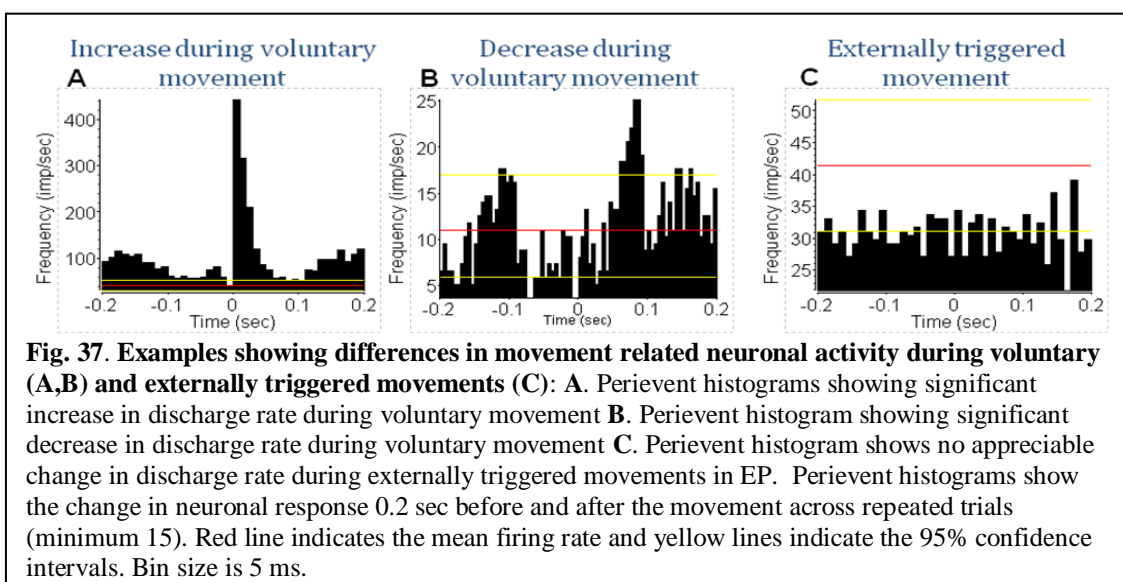 Increase during voluntary movement
Decrease during voluntary movement
Externally triggered movement
A
Frequency (imp/sec)
400
300
200
100
-0.2
-0.1
0
0.1
0.2
Time (sec)
B
Frequency (imp/sec)
25
20
15
10
5
-0.2
-0.1
0
0.1
0.2
Time (sec)
C
Frequency (imp/sec)
50
45
40
35
30
25
-0.2
-0.1
0
0.1
0.2
Time (sec)
Fig. 37. Examples showing differences in movement related neuronal activity during voluntary
(A,B) and externally triggered movements (C): A. Perievent histograms showing significant
increase in discharge rate during voluntary movement B. Perievent histogram showing significant
decrease in discharge rate during voluntary movement C. Perievent histogram shows no appreciable
change in discharge rate during externally triggered movements in EP. Perievent histograms show
the change in neuronal response 0.2 sec before and after the movement across repeated trials
(minimum 15). Red line indicates the mean firing rate and yellow lines indicate the 95% confidence
intervals. Bin size is 5 ms.